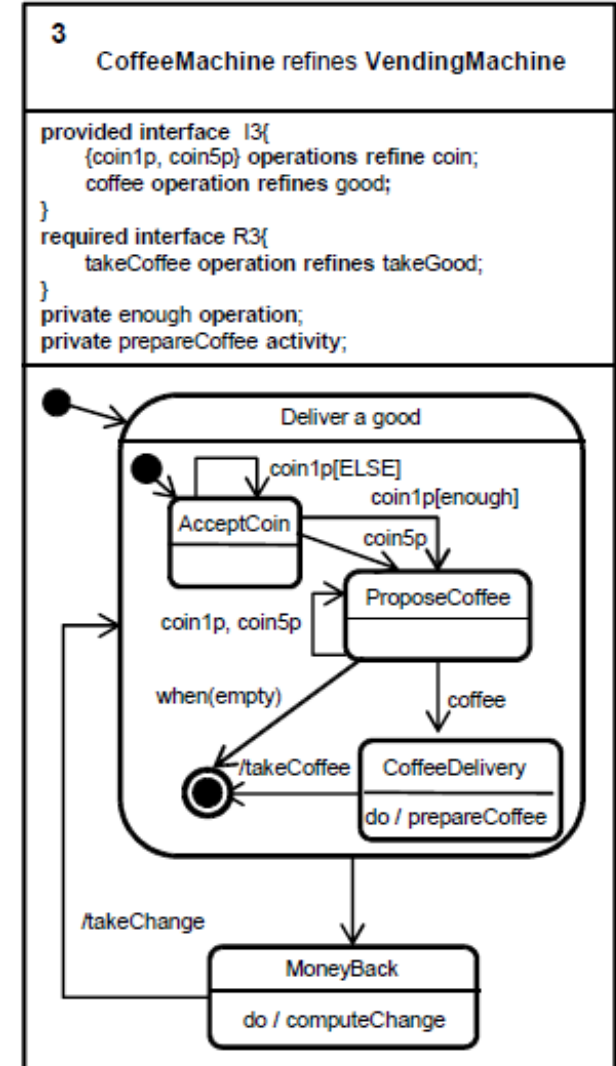 3
CoffeeMachine refines VendingMachine
provided interface I3{
{coin1p, coin5p} operations refine coin;
coffee operation refines good;
}
required interface R3{
takeCoffee operation refines takeGood;
}
private enough operation;
private prepareCoffee activity;
Deliver a good
coin1p[ELSE]
coin1p[enough]
AcceptCoin
coin5p
ProposeCoffee
coin1p, coin5p
when(empty)
coffee
/takeCoffee
CoffeeDelivery
do / prepareCoffee
/takeChange
MoneyBack
do / computeChange